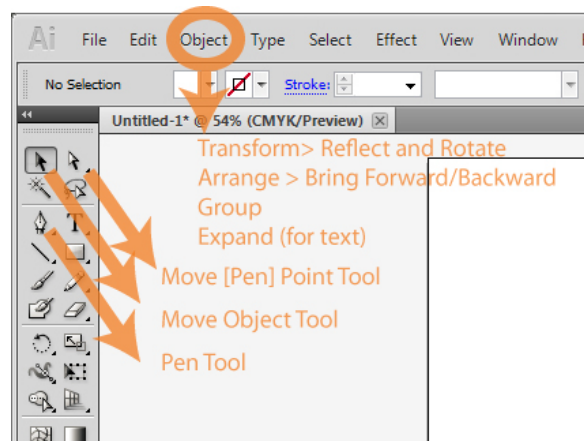 Ai File Edit Object Type Select Effect View Window
No Selection Stroke:
Untitled-1* @ 54% (CMYK/Preview)
Transform> Reflect and Rotate
Arrange > Bring Forward/Backward
Group
Expand (for text)
Move [Pen] Point Tool
Move Object Tool
Pen Tool